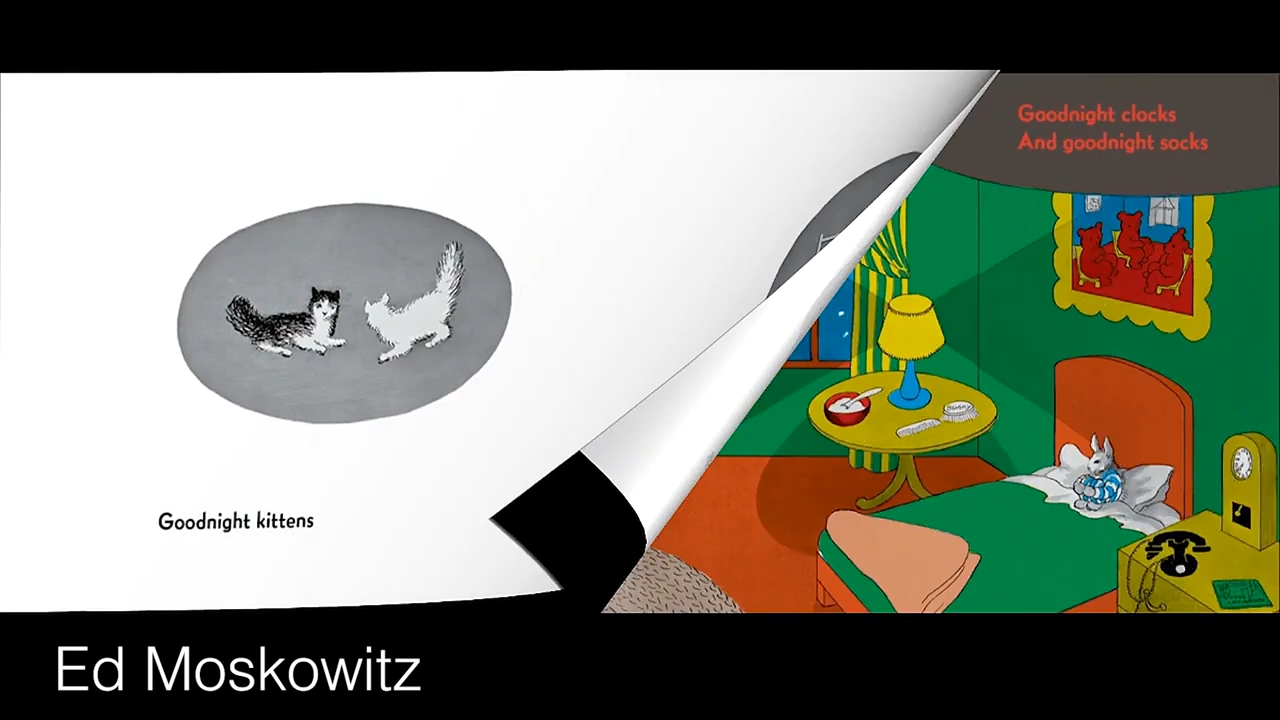 Goodnight kittens
Goodnight clocks
And goodnight socks
Ed Moskowitz